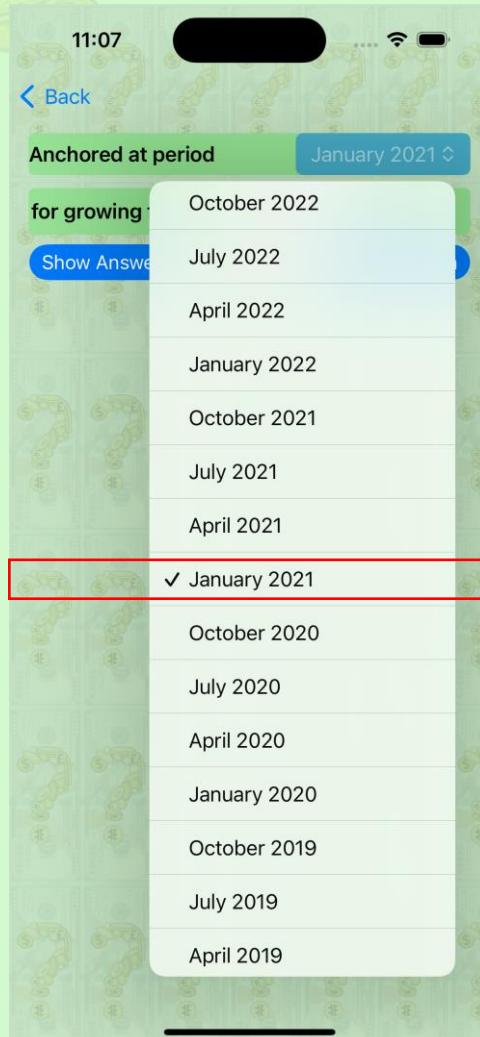 11:07
Back
Anchored at period January 2021
for growing
Show Answe
October 2022
July 2022
April 2022
January 2022
October 2021
July 2021
April 2021
✓ January 2021
October 2020
July 2020
April 2020
January 2020
October 2019
July 2019
April 2019